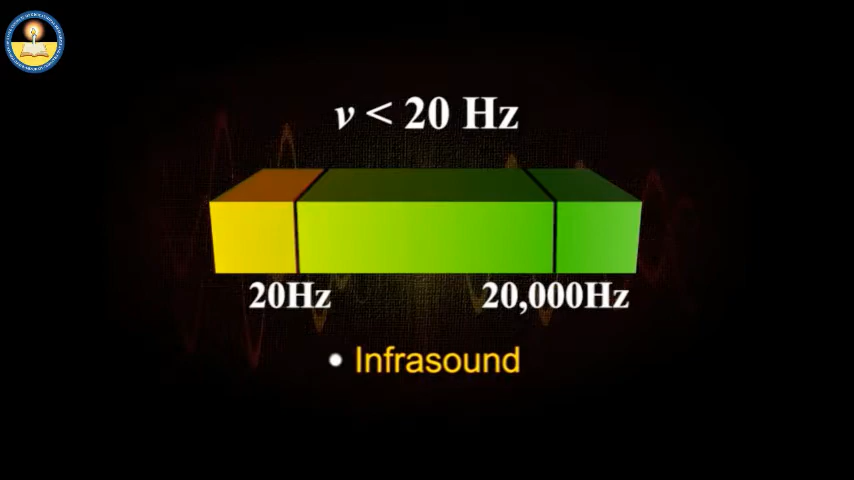 ν < 20 Hz
20Hz 20,000Hz
• Infrasound